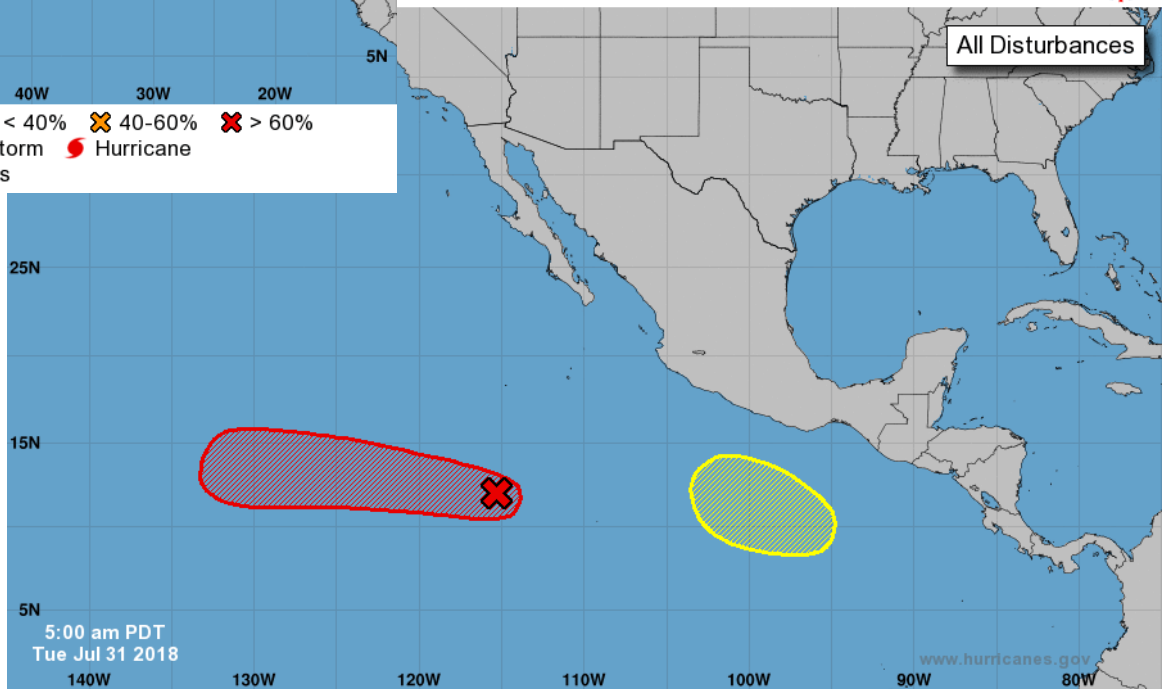 All Disturbances
5N
40W 30W 20W
< 40% 40-60% > 60%
torm Hurricane
s
25N
15N
5N
5:00 am PDT
Tue Jul 31 2018
www.hurricanes.gov
140W 130W 120W 110W 100W 90W 80W